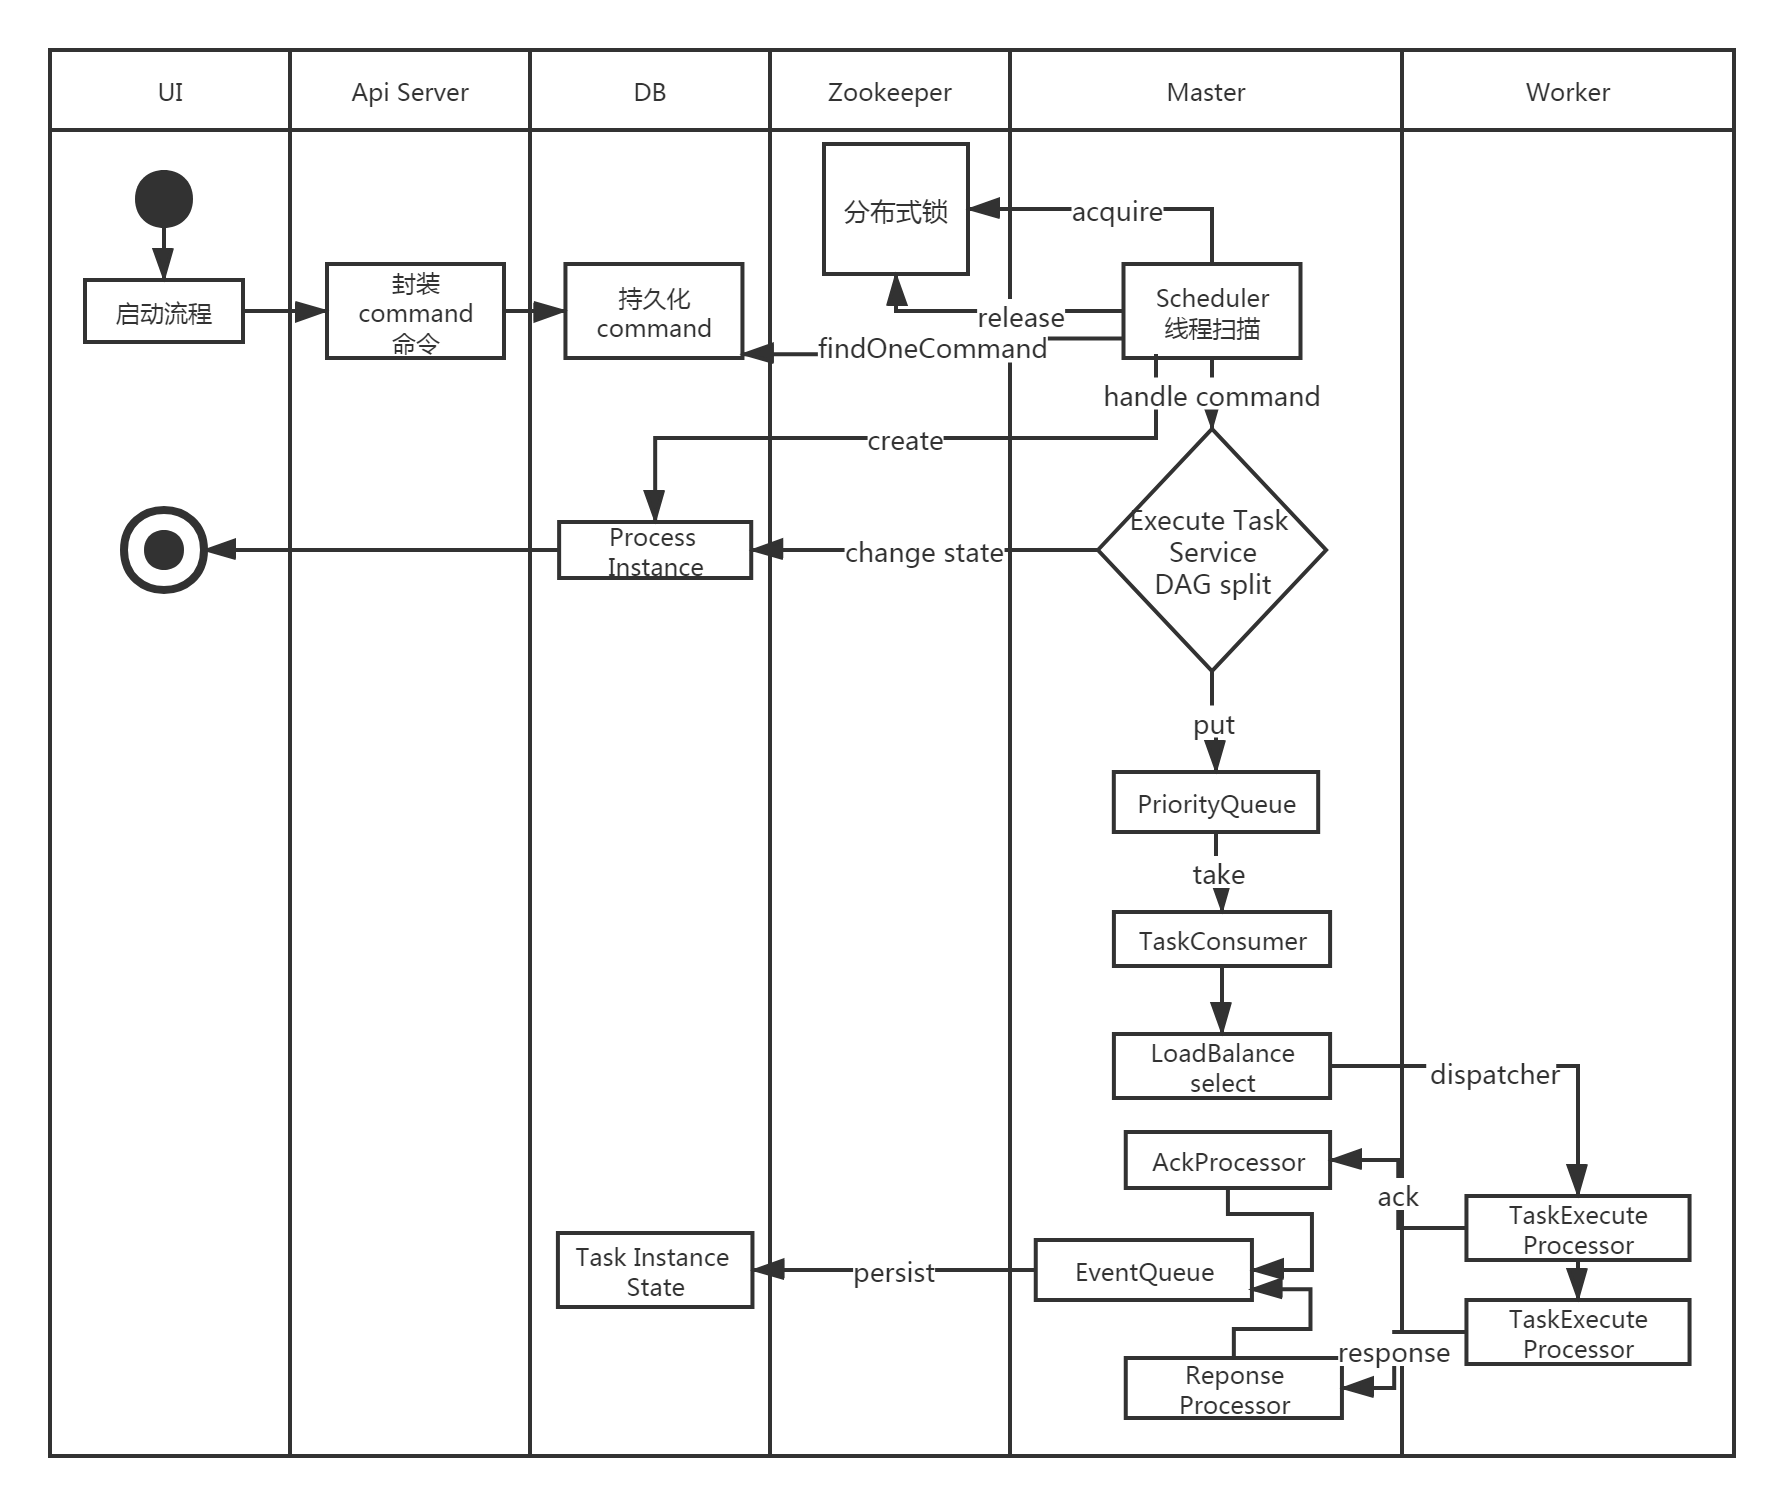 UI
Api Server
DB
Zookeeper
Master
Worker
分布式锁
acquire
启动流程
封装
command
命令
持久化
command
Scheduler
线程扫描
release
findOneCommand
handle command
create
Process
Instance
change state
Execute Task
Service
DAG split
put
PriorityQueue
take
TaskConsumer
LoadBalance
select
dispatcher
AckProcessor
ack
TaskExecute
Processor
Task Instance
State
persist
EventQueue
TaskExecute
Processor
response
Reponse
Processor